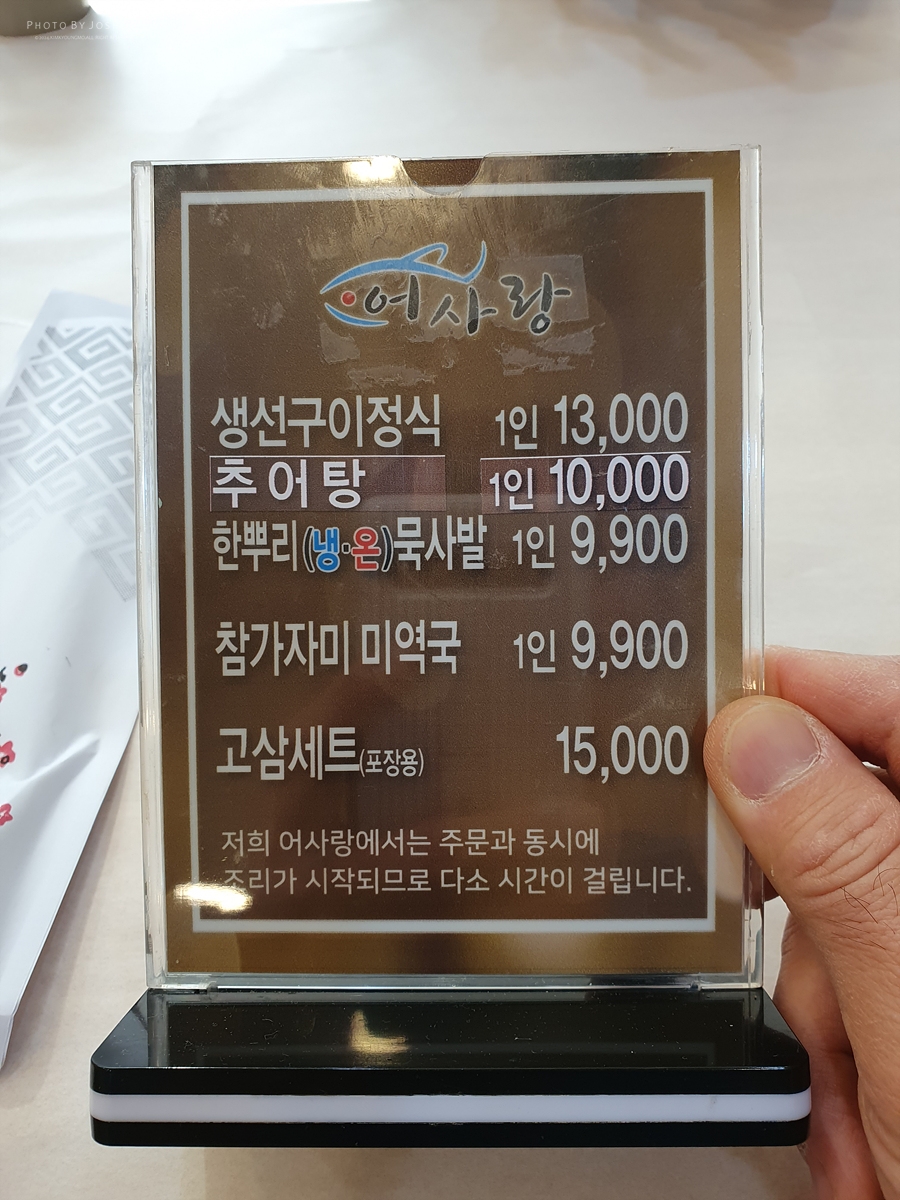 PHOTO BY
어사랑
생선구이정식 1인 13,000
추어탕 1인 10,000
한뿌리(냉·온)묵사발 1인 9,900
참가자미 미역국 1인 9,900
고삼세트(포장용) 15,000
저희 어사랑에서는 주문과 동시에
조리가 시작되므로 다소 시간이 걸립니다.